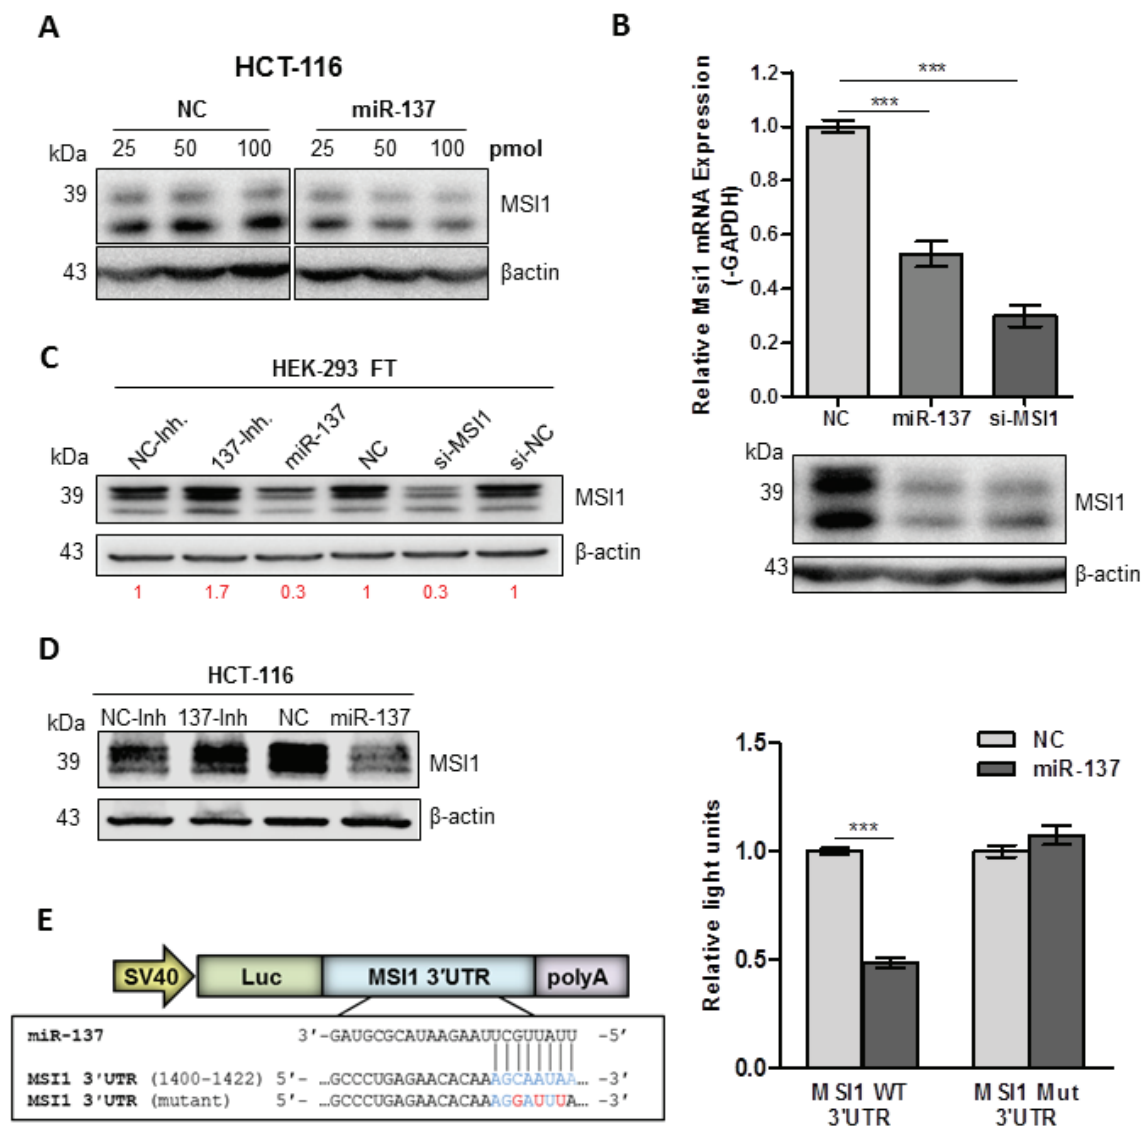 A
HCT-116
NC miR-137
kDa 25 50 100 25 50 100 pmol
39 MSI1
43 βactin
B
Relative Msi1 mRNA Expression
(-GAPDH)
1.2
1.0
0.8
0.6
0.4
0.2
0.0
***
***
NC miR-137 si-MSI1
kDa
39 MSI1
43 β-actin
C
HEK-293 FT
kDa NC-Inh. 137-Inh. miR-137 NC si-MSI1 si-NC
39 MSI1
43 β-actin
1 1.7 0.3 1 0.3 1
D
HCT-116
kDa NC-Inh 137-Inh NC miR-137
39 MSI1
43 β-actin
E
SV40 Luc MSI1 3'UTR polyA
miR-137 3'-GAUGCGCAUAAGAAUUCGUUAUU -5'
MSI1 3'UTR (1400-1422) 5'- …GCCCUGAGAACACAAAGCAAUAA… -3'
MSI1 3'UTR (mutant) 5'- …GCCCUGAGAACACAAAGGAUUUA… -3'
Relative light units
1.5
1.0
0.5
0.0
NC
miR-137
***
MSI1 WT
3'UTR
MSI1 Mut
3'UTR